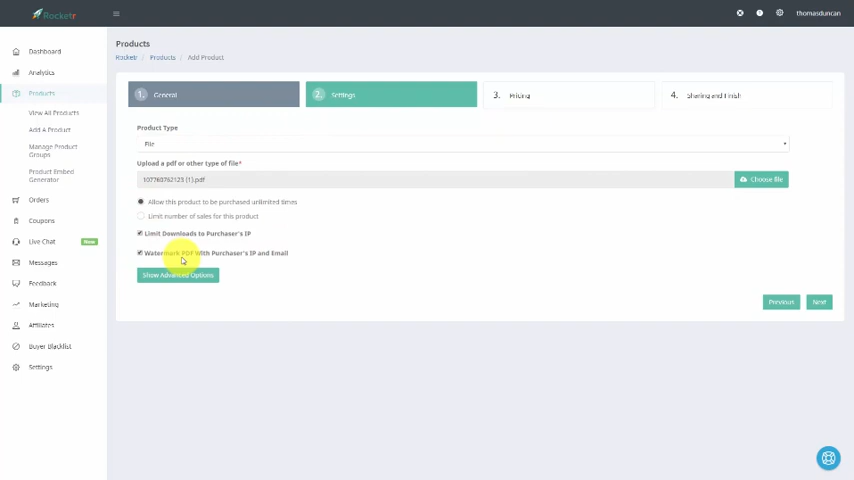 Rocketr
thomasduncan
Dashboard
Analytics
Products
View All Products
Add A Product
Manage Product
Groups
Product Embed
Generator
Orders
Coupons
Live Chat
New
Messages
Feedback
Marketing
Affiliates
Buyer Blacklist
Settings
Products
Rocketr / Products / Add Product
1. General
2. Settings
3. Pricing
4. Sharing and Finish
Product Type
File
Upload a pdf or other type of file*
107760762123 (1).pdf
Choose file
Allow this product to be purchased unlimited times
Limit number of sales for this product
Limit Downloads to Purchaser's IP
Watermark PDF With Purchaser's IP and Email
Show Advanced Options
Previous
Next